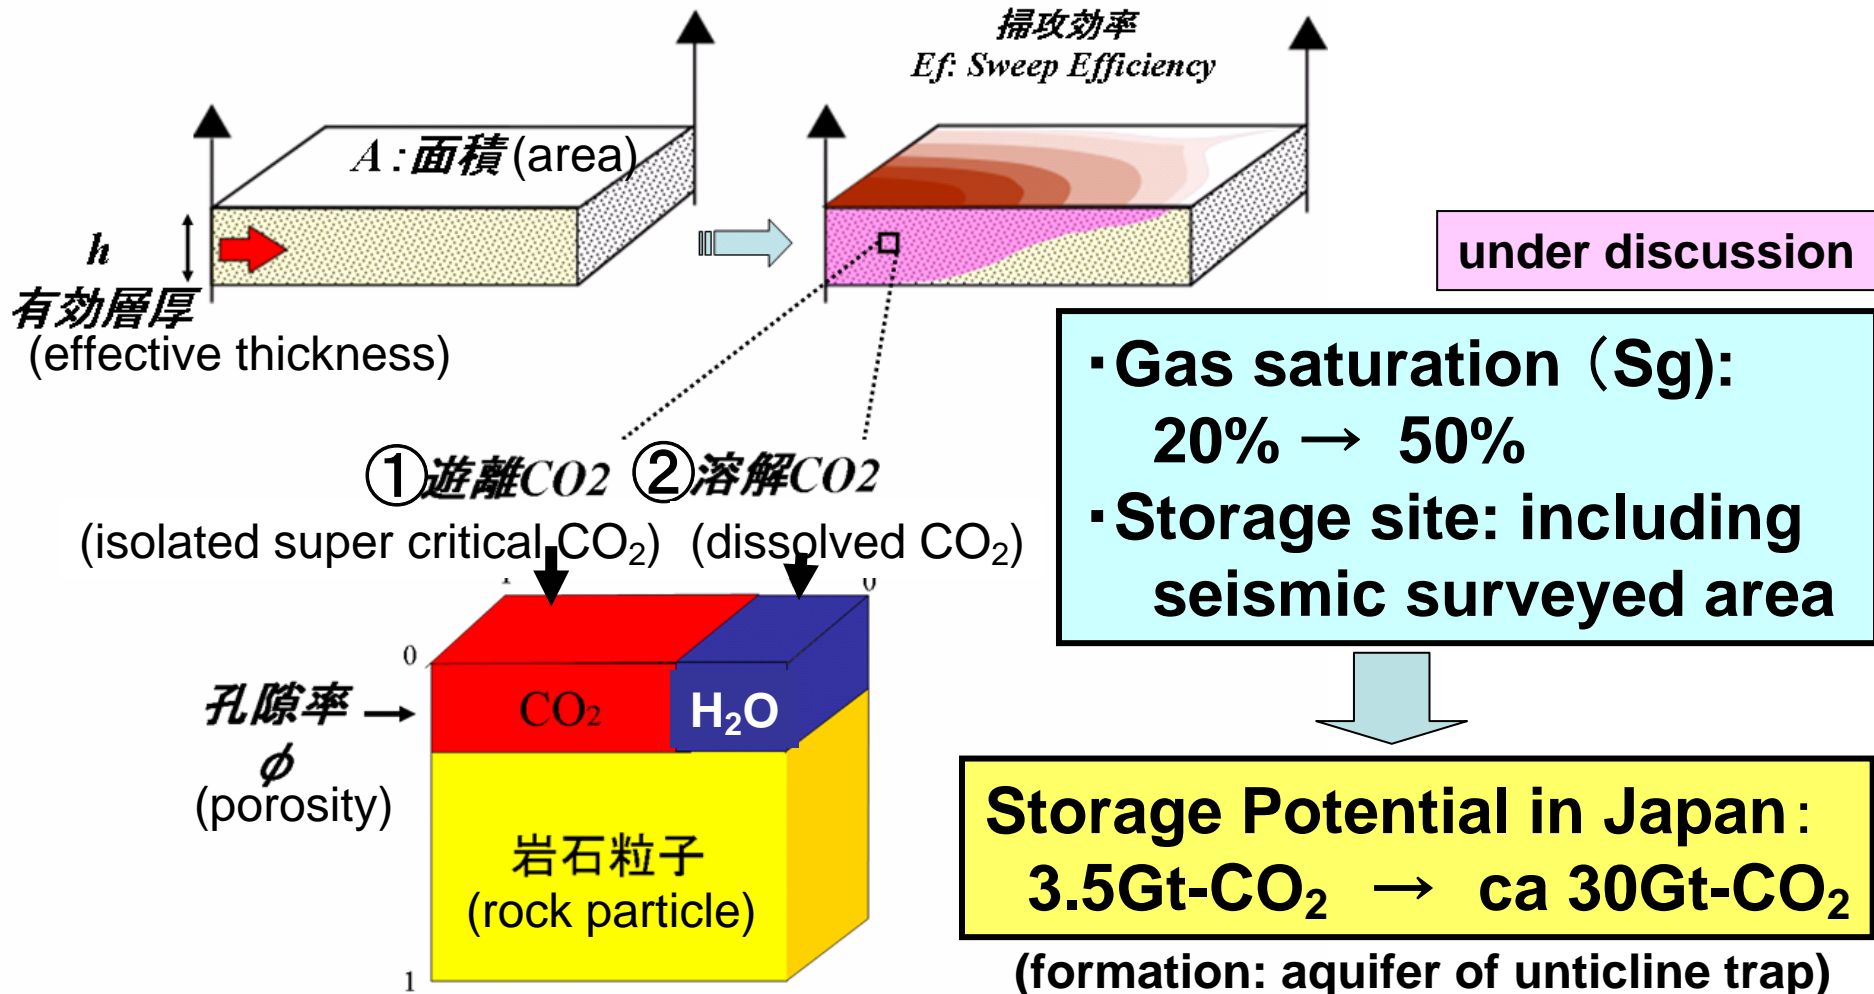 掃攻効率
Ef: Sweep Efficiency
A:面積(area)
h
有効層厚
(effective thickness)
under discussion
・Gas saturation（Sg):
20% → 50%
・Storage site: including
seismic surveyed area
①遊離CO2 ②溶解CO2
(isolated super critical CO₂) (dissolved CO₂)
1 0
0
孔隙率 →
ϕ
(porosity)
CO₂ H₂O
岩石粒子
(rock particle)
1
Storage Potential in Japan：
3.5Gt-CO₂ → ca 30Gt-CO₂
(formation: aquifer of unticline trap)